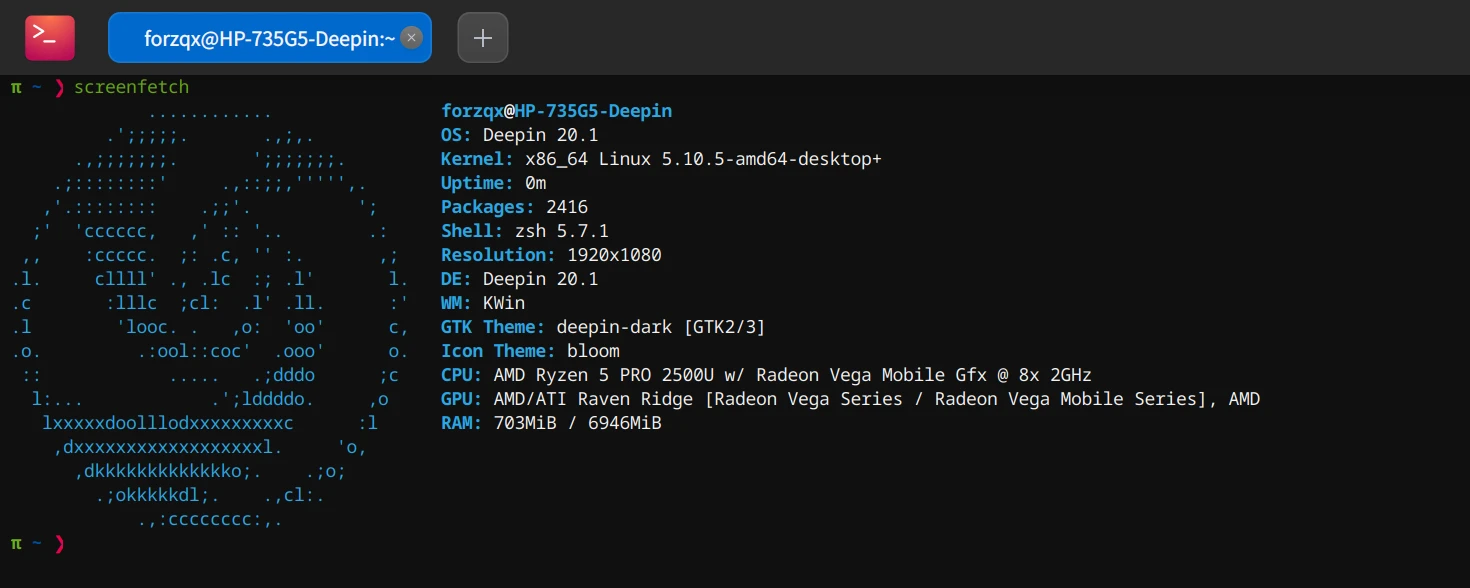 forzqx@HP-735G5-Deepin:~
π ~ ❯ screenfetch
             ............                forzqx@HP-735G5-Deepin
         .';;;;;.       .,;,.            OS: Deepin 20.1
      .,;;;;;;;.       ';;;;;;;.         Kernel: x86_64 Linux 5.10.5-amd64-desktop+
    .;::::::::'     .,::;;,''''',.       Uptime: 0m
   ,'.::::::::    .;;'.          ';      Packages: 2416
  ;'  'cccccc,   ,' :: '..        .:     Shell: zsh 5.7.1
 ,,    :ccccc.  ;: .c, '' :.       ,;    Resolution: 1920x1080
.l.     cllll' ., .lc  :; .l'       l.   DE: Deepin 20.1
.c       :lllc  ;cl:  .l' .ll.      :'   WM: KWin
.l        'looc. .   ,o:  'oo'      c,   GTK Theme: deepin-dark [GTK2/3]
.o.         .:ool::coc'  .ooo'      o.   Icon Theme: bloom
 ::            .....   .;dddo      ;c    CPU: AMD Ryzen 5 PRO 2500U w/ Radeon Vega Mobile Gfx @ 8x 2GHz
  l:...            .';lddddo.     ,o     GPU: AMD/ATI Raven Ridge [Radeon Vega Series / Radeon Vega Mobile Series], AMD
   lxxxxxdoolllodxxxxxxxxxc      :l      RAM: 703MiB / 6946MiB
    ,dxxxxxxxxxxxxxxxxxxl.     'o,
      ,dkkkkkkkkkkkkko;.    .;o;
        .;okkkkkdl;.    .,cl:.
            .,:cccccccc:,.
π ~ ❯